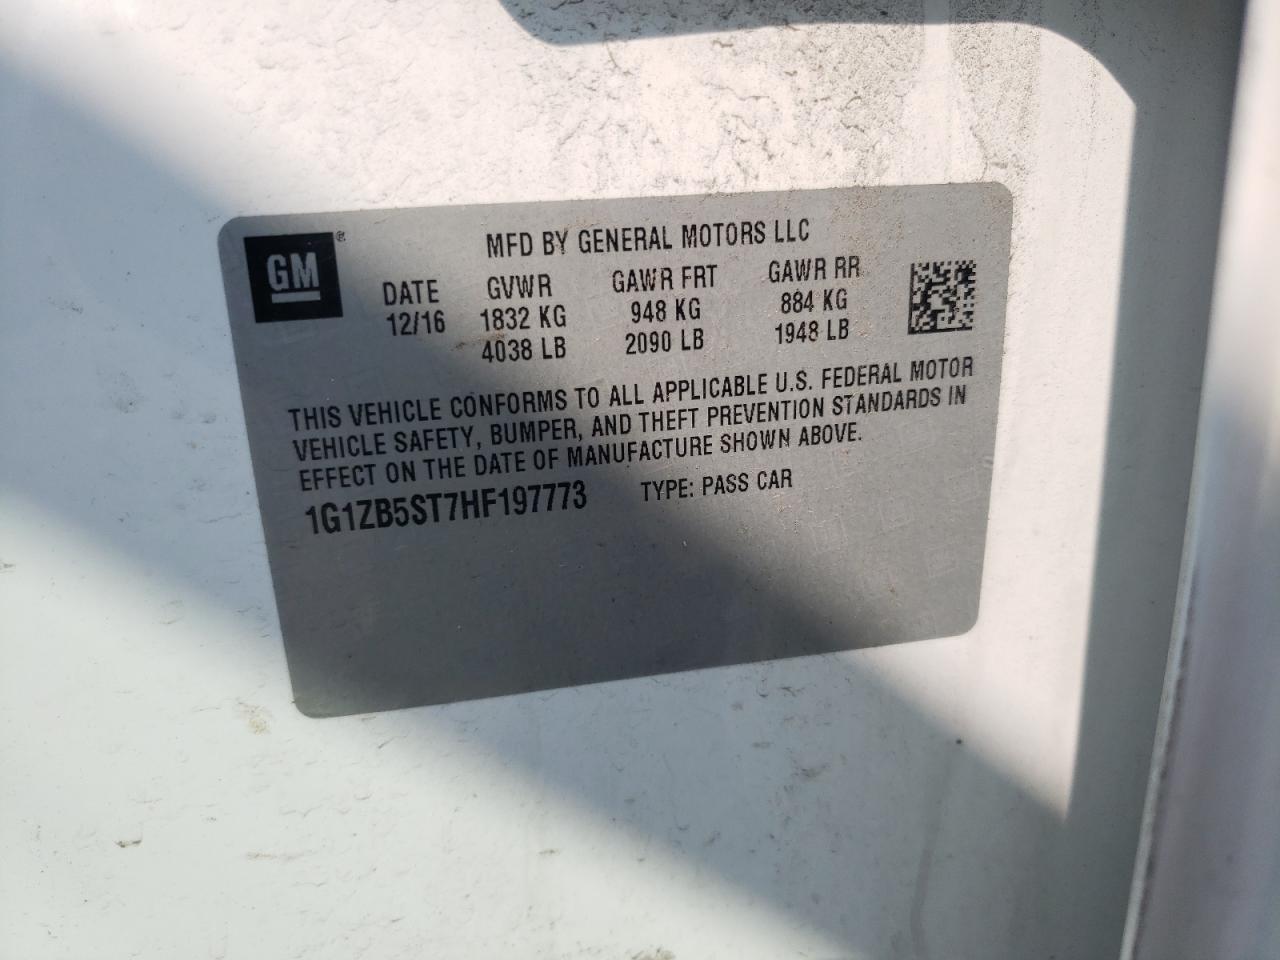 GM ®
MFD BY GENERAL MOTORS LLC
DATE GVWR GAWR FRT GAWR RR
12/16 1832 KG 948 KG 884 KG
4038 LB 2090 LB 1948 LB
THIS VEHICLE CONFORMS TO ALL APPLICABLE U.S. FEDERAL MOTOR
VEHICLE SAFETY, BUMPER, AND THEFT PREVENTION STANDARDS IN
EFFECT ON THE DATE OF MANUFACTURE SHOWN ABOVE.
1G1ZB5ST7HF197773 TYPE: PASS CAR